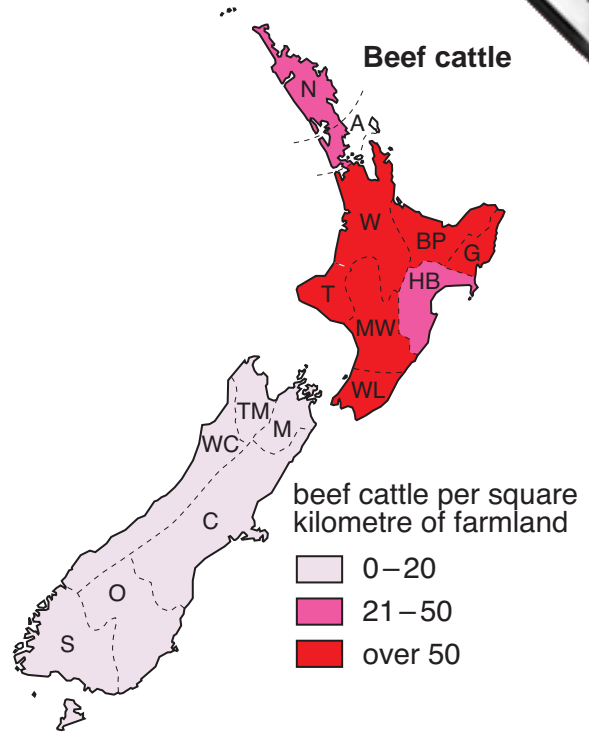 Beef cattle
N
A
W
BP
G
HB
T
MW
WL
TM
M
WC
C
O
S
beef cattle per square
kilometre of farmland
0–20
21–50
over 50